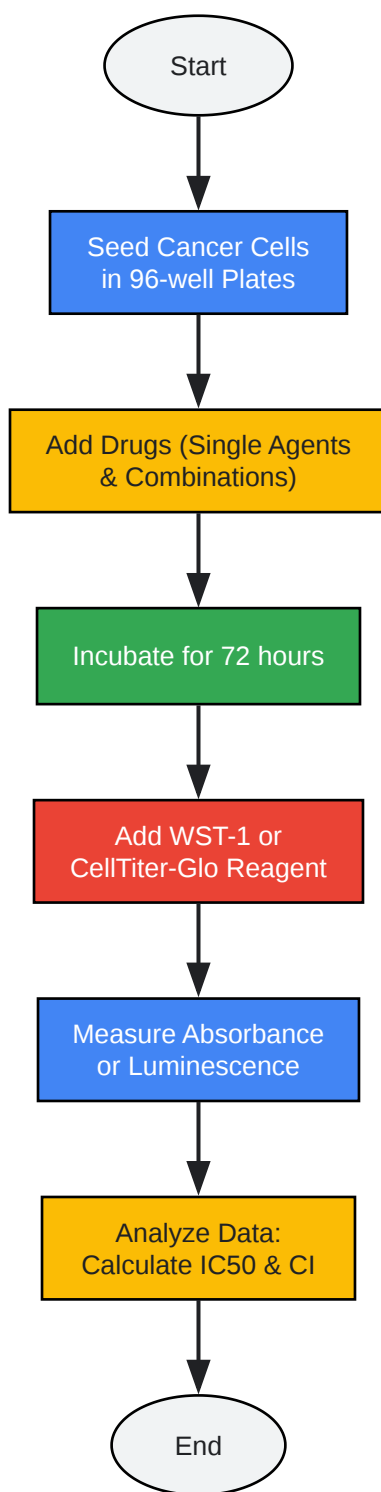 Start
Seed Cancer Cells
in 96-well Plates
Add Drugs (Single Agents
& Combinations)
Incubate for 72 hours
Add WST-1 or
CellTiter-Glo Reagent
Measure Absorbance
or Luminescence
Analyze Data:
Calculate IC50 & CI
End